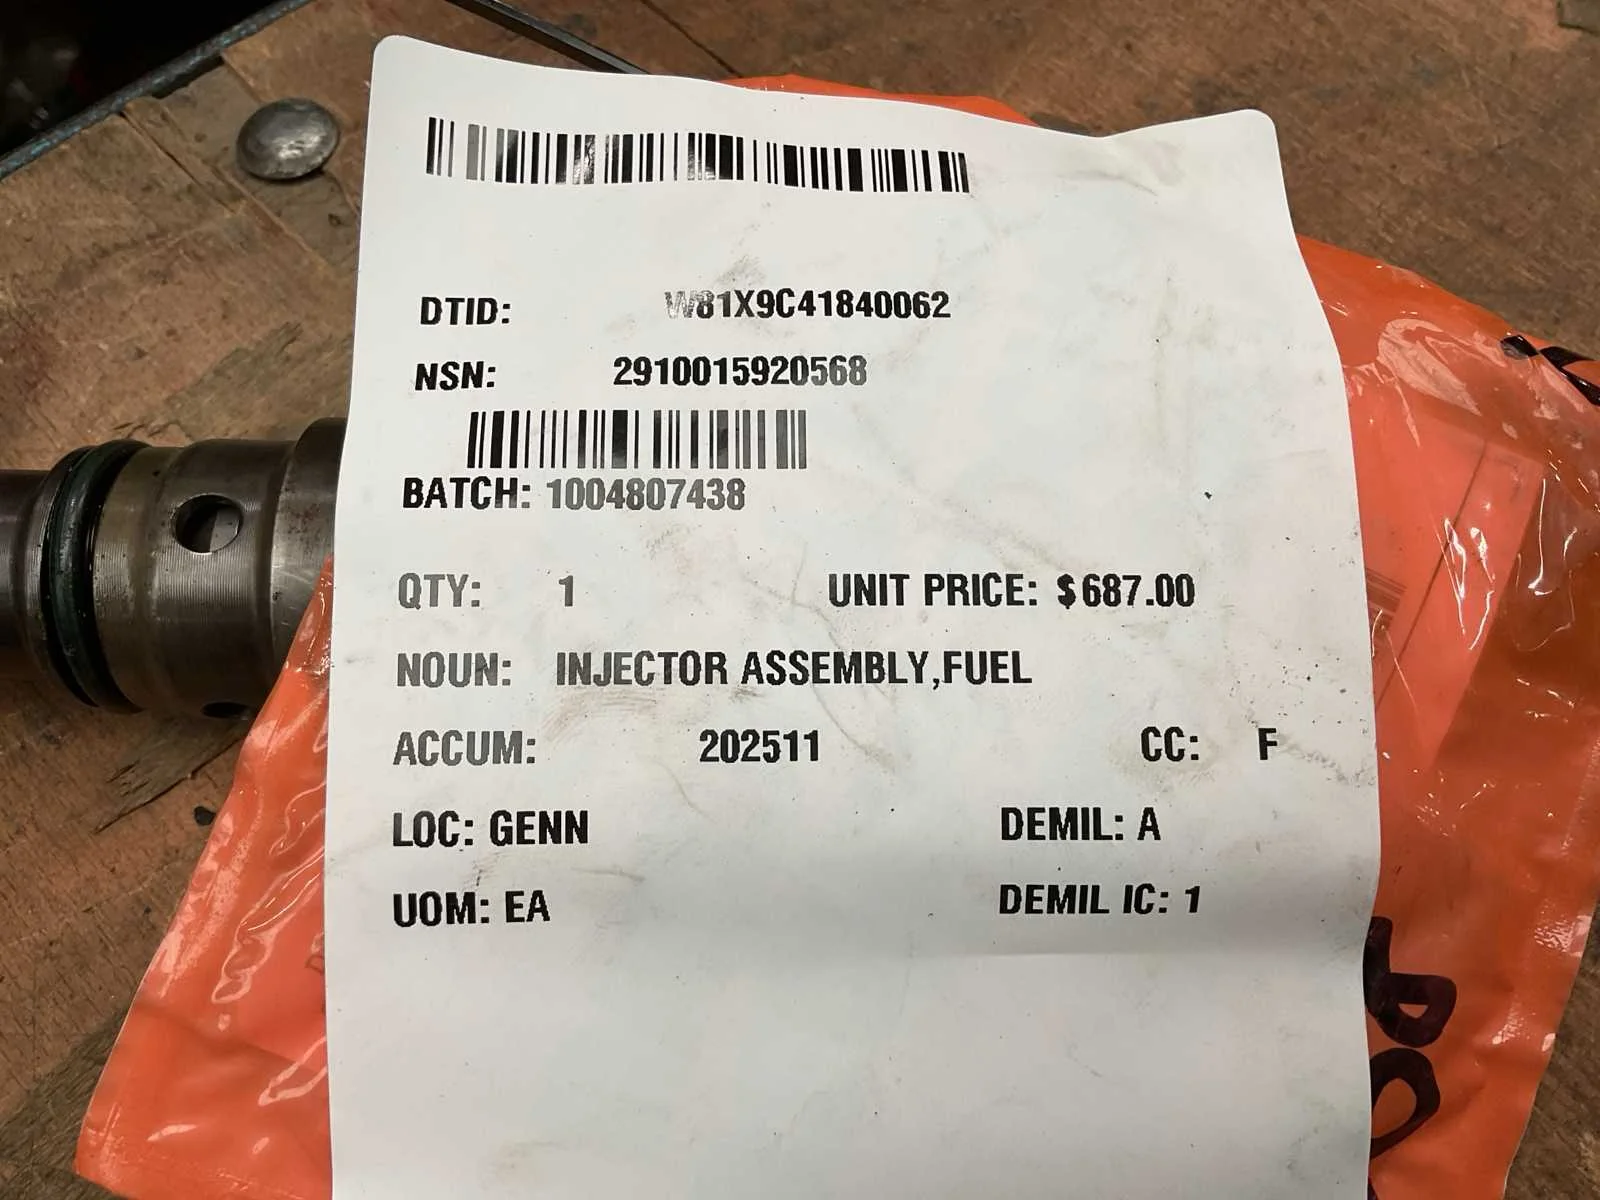 DTID: W81X9C41840062
NSN: 2910015920568
BATCH: 1004807438
QTY: 1 UNIT PRICE: $687.00
NOUN: INJECTOR ASSEMBLY,FUEL
ACCUM: 202511 CC: F
LOC: GENN DEMIL: A
UOM: EA DEMIL IC: 1